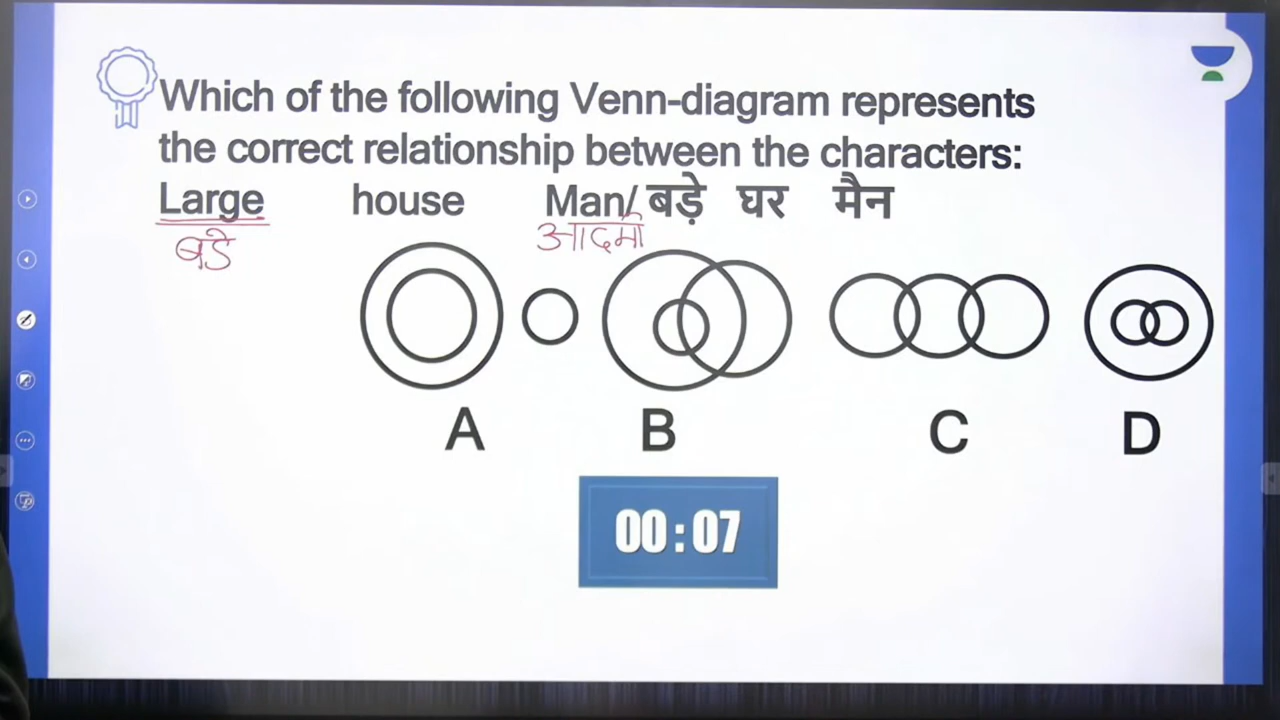 Which of the following Venn-diagram represents
the correct relationship between the characters:
Large house Man/ बड़े घर मैन
बडे आदमी
A B C D
00:07